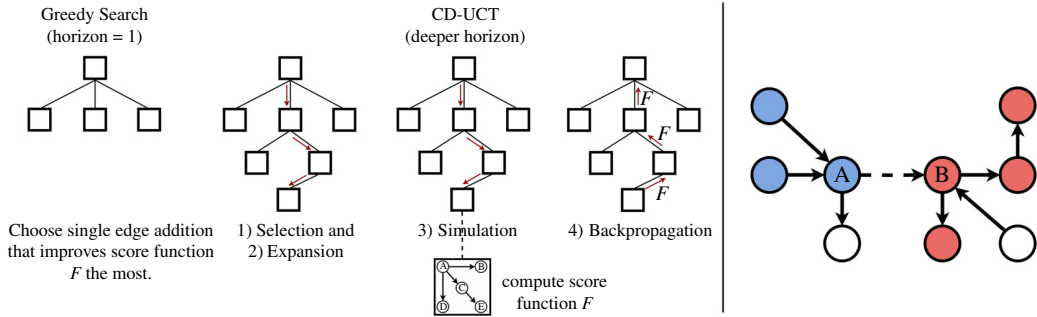 Greedy Search
(horizon = 1)
CD-UCT
(deeper horizon)
F
F
F
Choose single edge addition
that improves score function
F the most.
1) Selection and
2) Expansion
3) Simulation
4) Backpropagation
A
B
C
D
E
compute score
function F
A
B